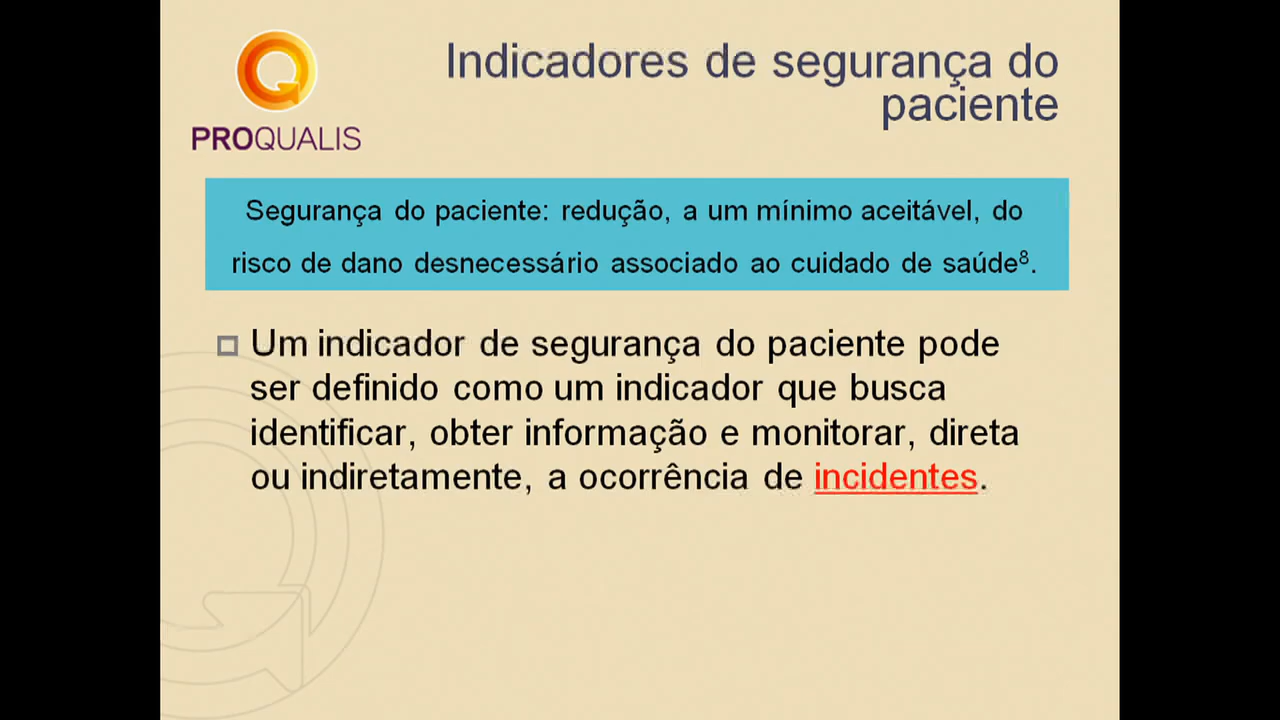 PROQUALIS
Indicadores de segurança do
paciente
Segurança do paciente: redução, a um mínimo aceitável, do
risco de dano desnecessário associado ao cuidado de saúde⁸.
Um indicador de segurança do paciente pode
ser definido como um indicador que busca
identificar, obter informação e monitorar, direta
ou indiretamente, a ocorrência de incidentes.